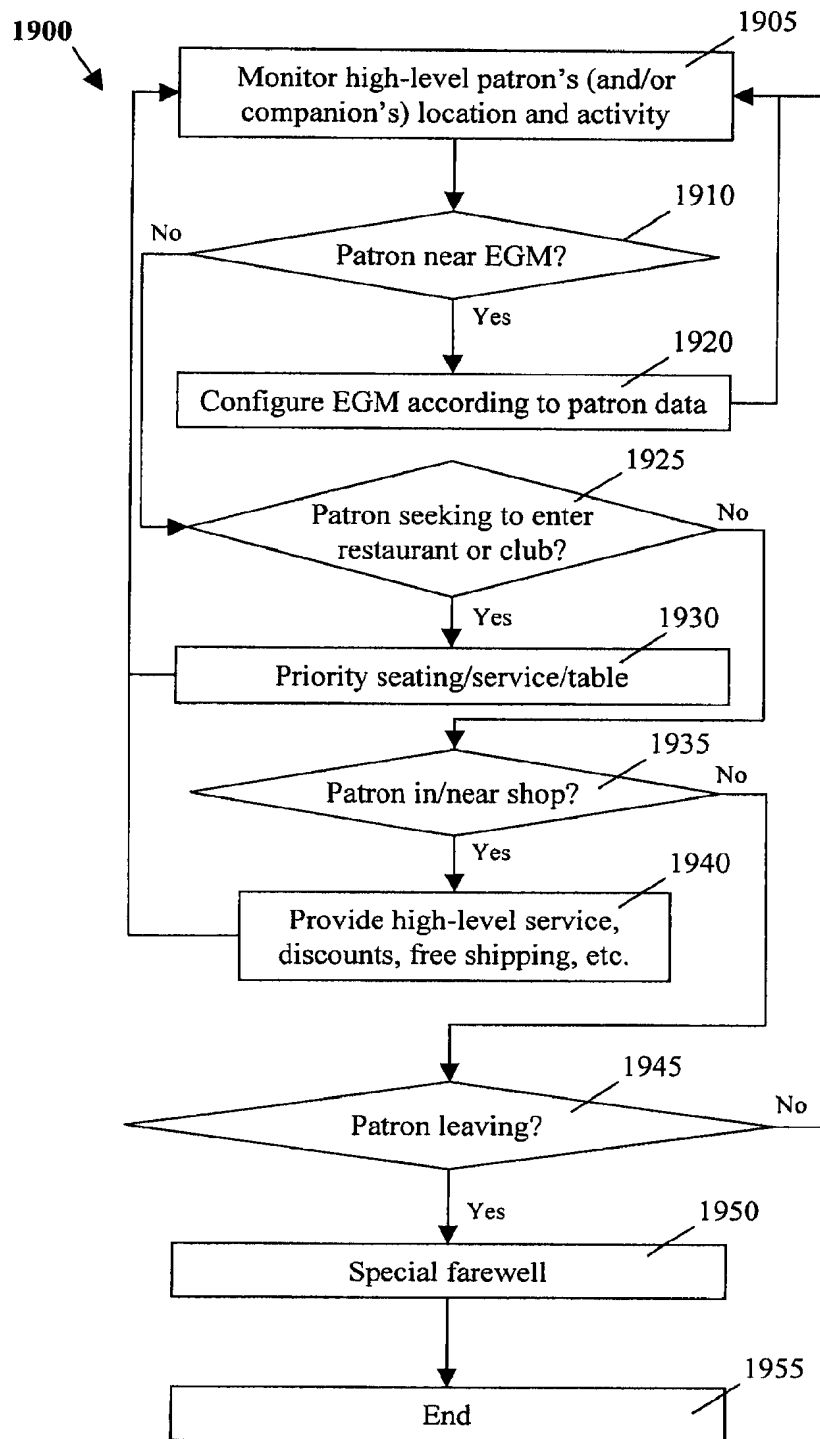 1900
1905
Monitor high-level patron's (and/or
companion's) location and activity
1910
No
Patron near EGM?
Yes
1920
Configure EGM according to patron data
1925
Patron seeking to enter
restaurant or club?
No
Yes
1930
Priority seating/service/table
1935
Patron in/near shop?
No
Yes
1940
Provide high-level service,
discounts, free shipping, etc.
1945
Patron leaving?
No
Yes
1950
Special farewell
1955
End